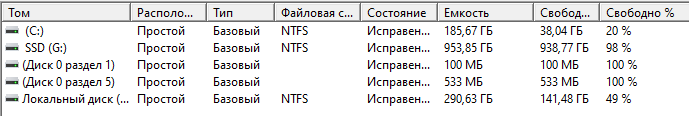 Том Располо... Тип Файловая с... Состояние Емкость Свобод... Свободно %
(C:) Простой Базовый NTFS Исправен... 185,67 ГБ 38,04 ГБ 20 %
SSD (G:) Простой Базовый NTFS Исправен... 953,85 ГБ 938,77 ГБ 98 %
(Диск 0 раздел 1) Простой Базовый Исправен... 100 МБ 100 МБ 100 %
(Диск 0 раздел 5) Простой Базовый Исправен... 533 МБ 533 МБ 100 %
Локальный диск (... Простой Базовый NTFS Исправен... 290,63 ГБ 141,48 ГБ 49 %